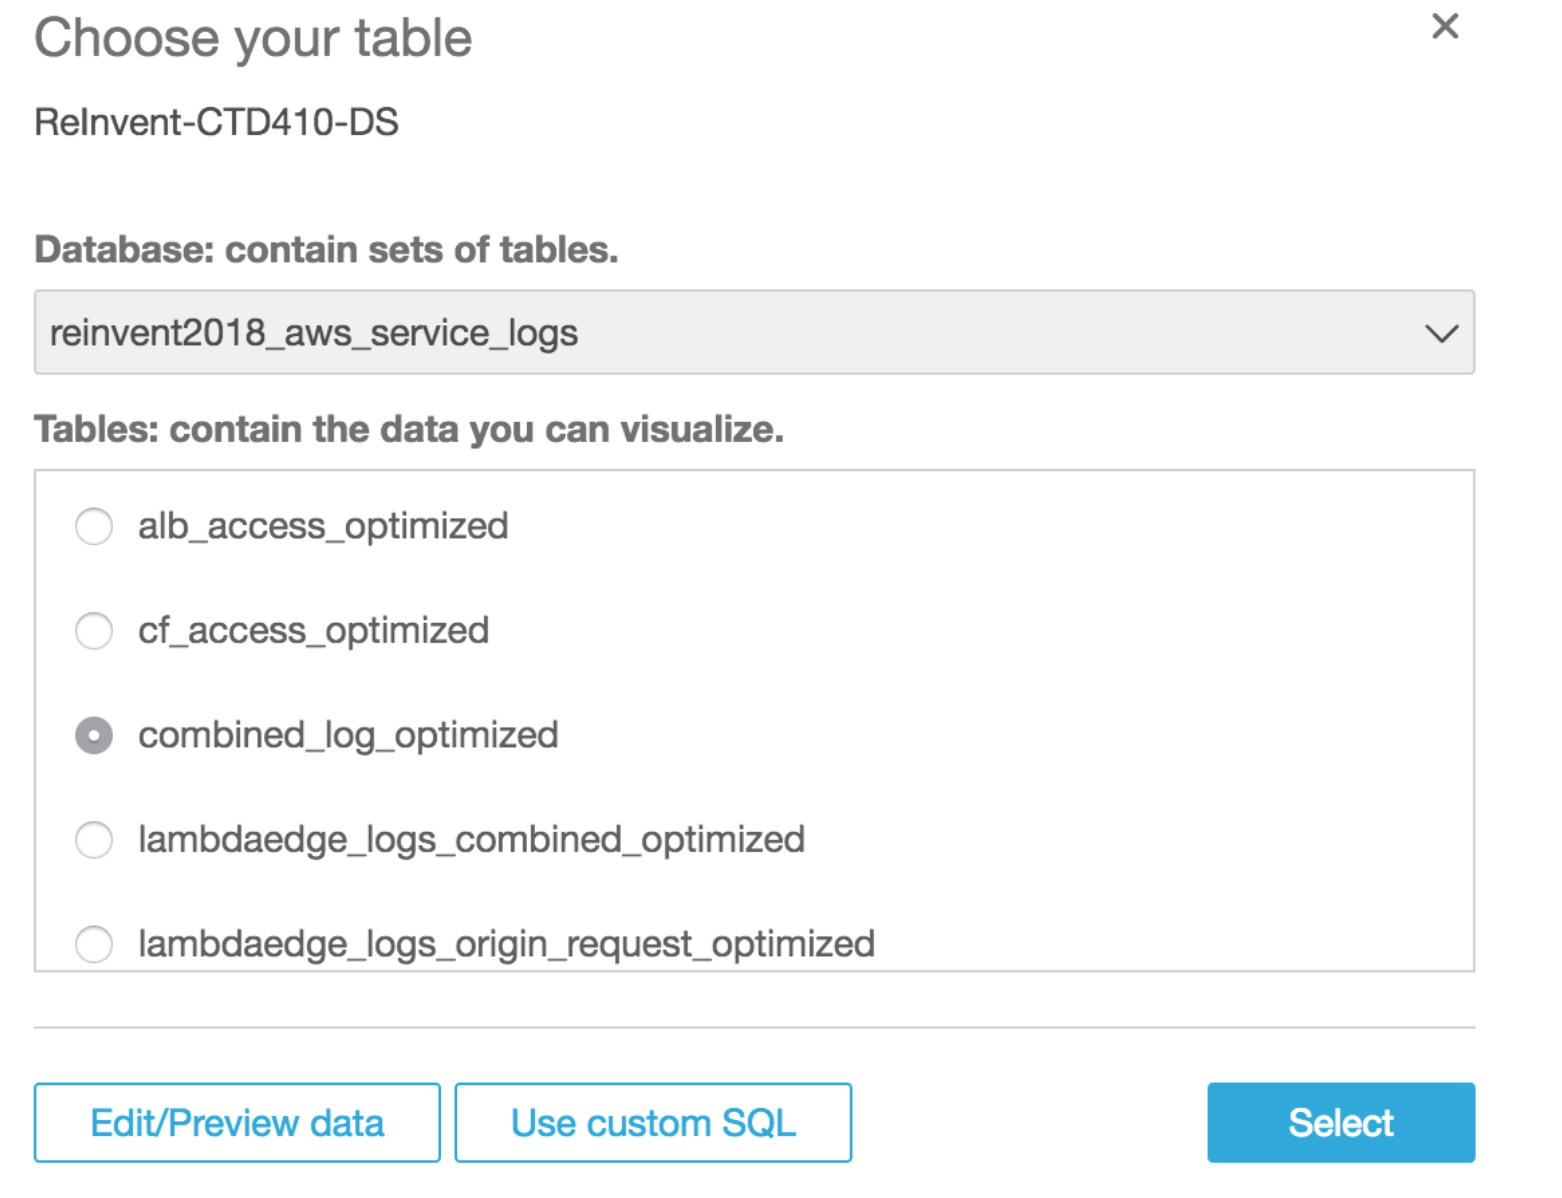 Choose your table
ReInvent-CTD410-DS
Database: contain sets of tables.
reinvent2018_aws_service_logs
Tables: contain the data you can visualize.
alb_access_optimized
cf_access_optimized
combined_log_optimized
lambdaedge_logs_combined_optimized
lambdaedge_logs_origin_request_optimized
Edit/Preview data
Use custom SQL
Select